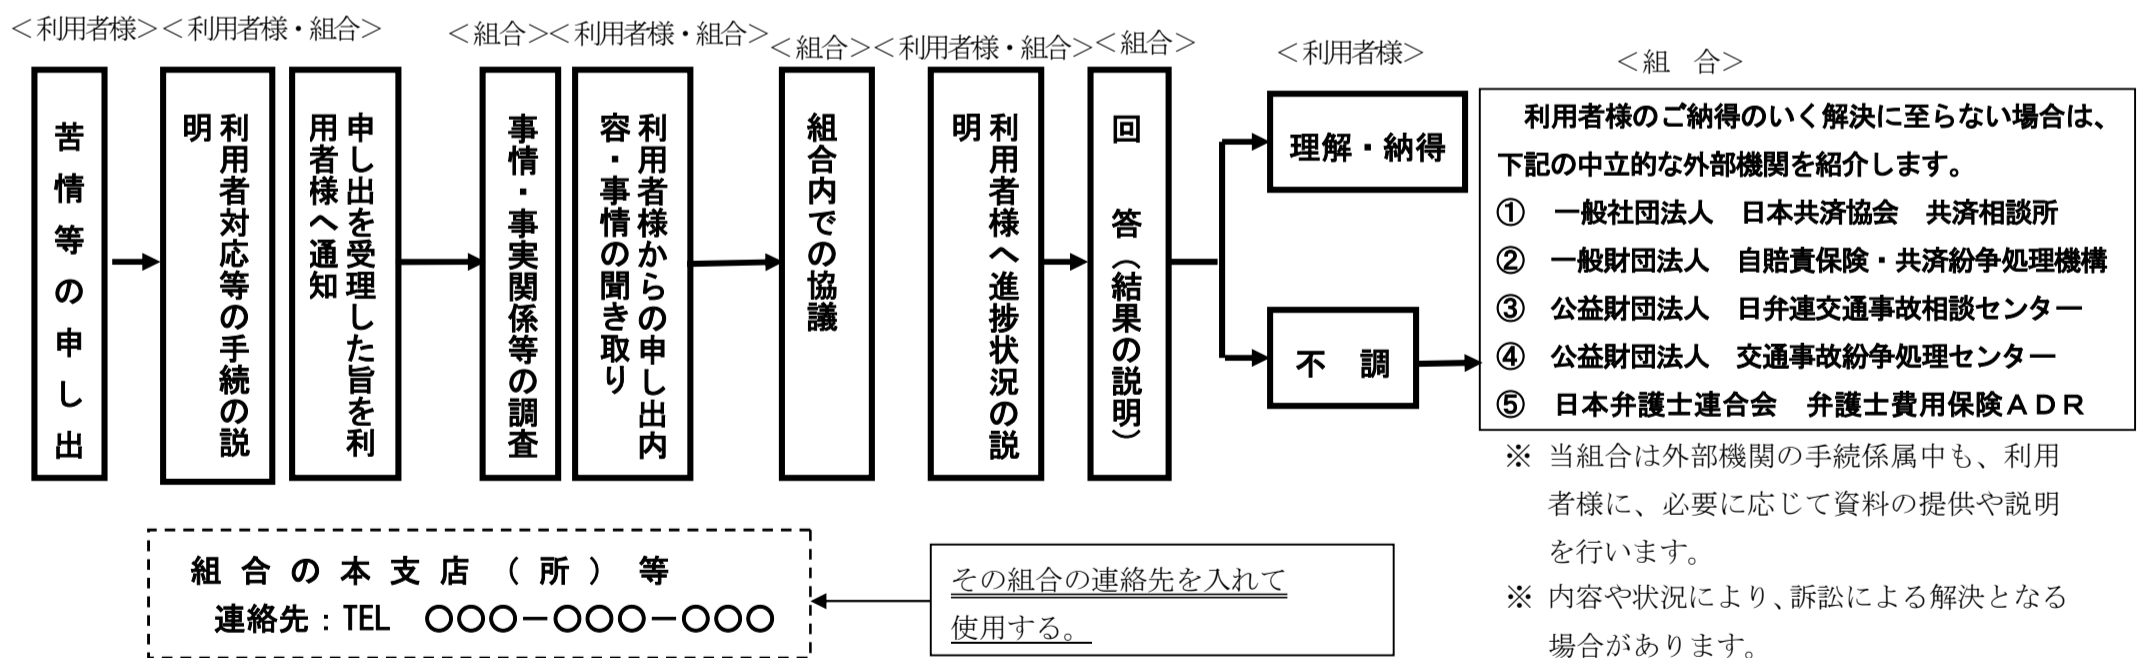 ＜利用者様＞
＜利用者様・組合＞
＜組合＞
＜利用者様・組合＞
＜組合＞
＜利用者様・組合＞
＜組合＞
＜利用者様＞
＜組　合＞
苦情等の申し出
利用者対応等の手続の説
明
申し出を受理した旨を利
用者様へ通知
事情・事実関係等の調査
利用者様からの申し出内
容・事情の聞き取り
組合内での協議
利用者様へ進捗状況の説
明
回　答（結果の説明）
理解・納得
不　調
利用者様のご納得のいく解決に至らない場合は、
下記の中立的な外部機関を紹介します。
①　一般社団法人　日本共済協会　共済相談所
②　一般財団法人　自賠責保険・共済紛争処理機構
③　公益財団法人　日弁連交通事故相談センター
④　公益財団法人　交通事故紛争処理センター
⑤　日本弁護士連合会　弁護士費用保険ＡＤＲ
※ 当組合は外部機関の手続係属中も、利用
者様に、必要に応じて資料の提供や説明
を行います。
※ 内容や状況により、訴訟による解決となる
場合があります。
組合の本支店（所）等
連絡先：TEL　〇〇〇－〇〇〇－〇〇〇
その組合の連絡先を入れて
使用する。